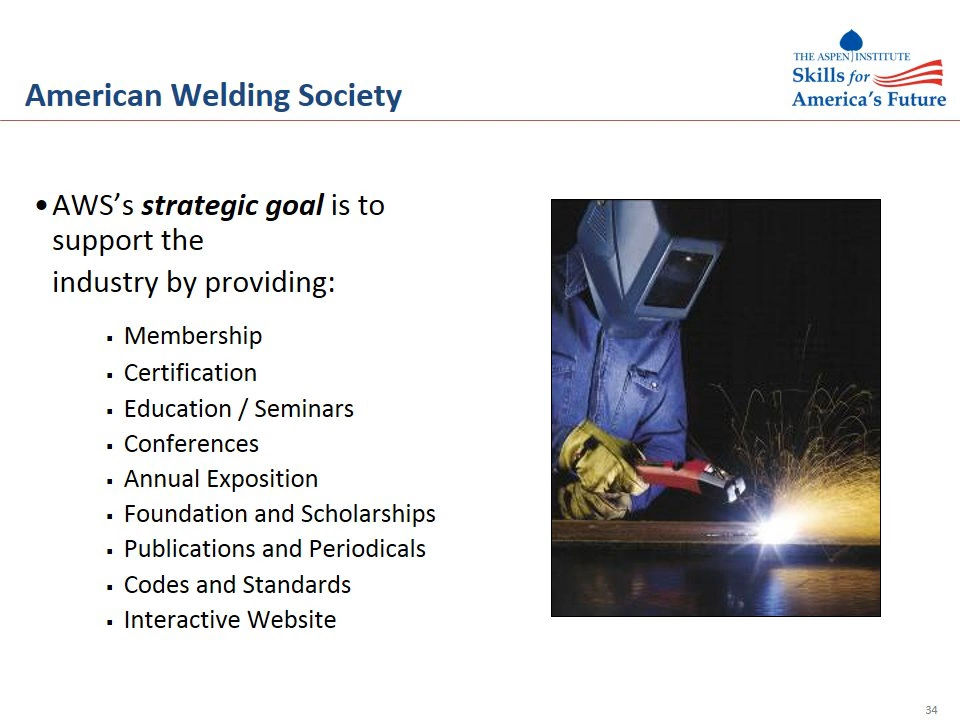 THE ASPEN INSTITUTE
Skills for
America's Future
American Welding Society
•AWS’s strategic goal is to
support the
industry by providing:
▪ Membership
▪ Certification
▪ Education / Seminars
▪ Conferences
▪ Annual Exposition
▪ Foundation and Scholarships
▪ Publications and Periodicals
▪ Codes and Standards
▪ Interactive Website
34